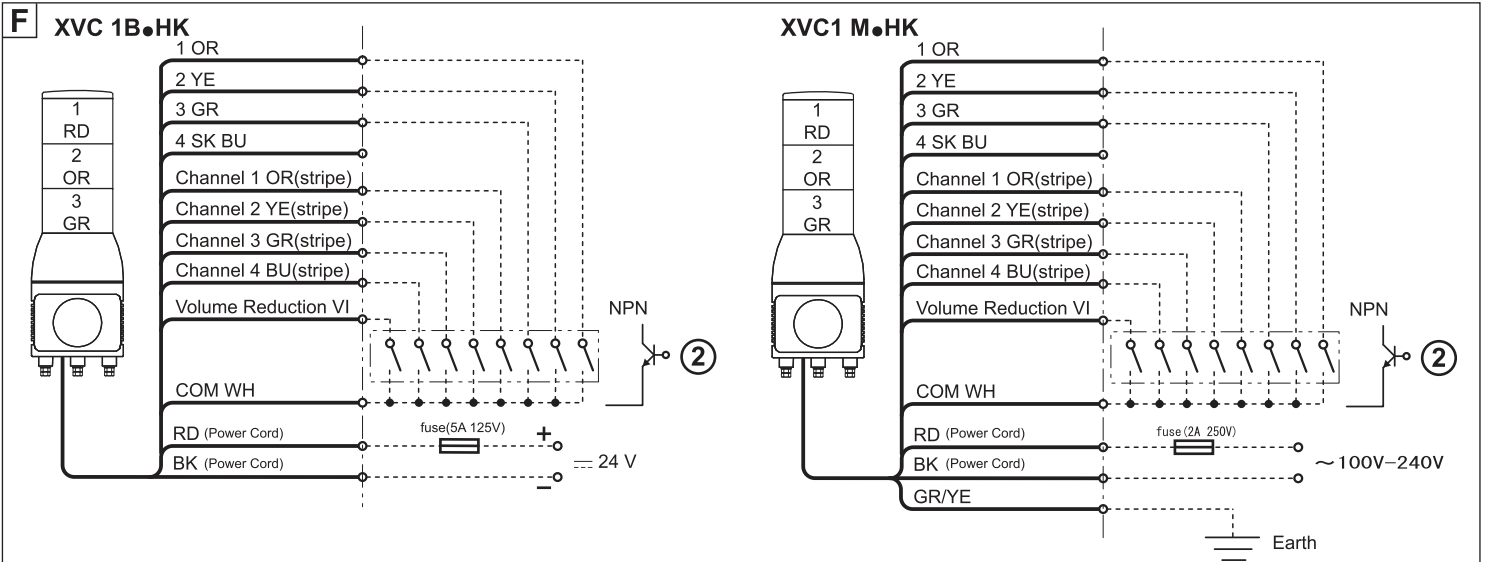 F
XVC 1B●HK
1 OR
2 YE
3 GR
4 SK BU
Channel 1 OR(stripe)
Channel 2 YE(stripe)
Channel 3 GR(stripe)
Channel 4 BU(stripe)
Volume Reduction VI
COM WH
RD (Power Cord)
BK (Power Cord)
1
RD
2
OR
3
GR
NPN
2
fuse(5A 125V)
+
⎓ 24 V
−
XVC1 M●HK
1 OR
2 YE
3 GR
4 SK BU
Channel 1 OR(stripe)
Channel 2 YE(stripe)
Channel 3 GR(stripe)
Channel 4 BU(stripe)
Volume Reduction VI
COM WH
RD (Power Cord)
BK (Power Cord)
GR/YE
1
RD
2
OR
3
GR
NPN
2
fuse(2A 250V)
～100V−240V
Earth